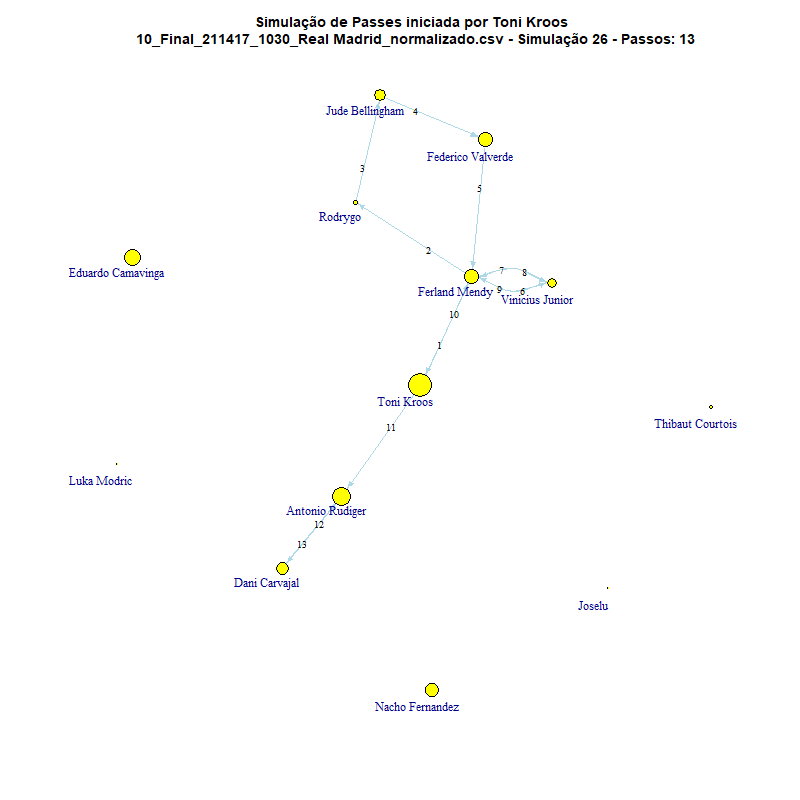 Simulação de Passes iniciada por Toni Kroos
10_Final_211417_1030_Real Madrid_normalizado.csv - Simulação 26 - Passos: 13
Jude Bellingham
4
Federico Valverde
3
5
Rodrygo
2
Eduardo Camavinga
7
8
Ferland Mendy
9
6
Vinicius Junior
10
1
Toni Kroos
Thibaut Courtois
11
Luka Modric
Antonio Rudiger
12
13
Dani Carvajal
Joselu
Nacho Fernandez